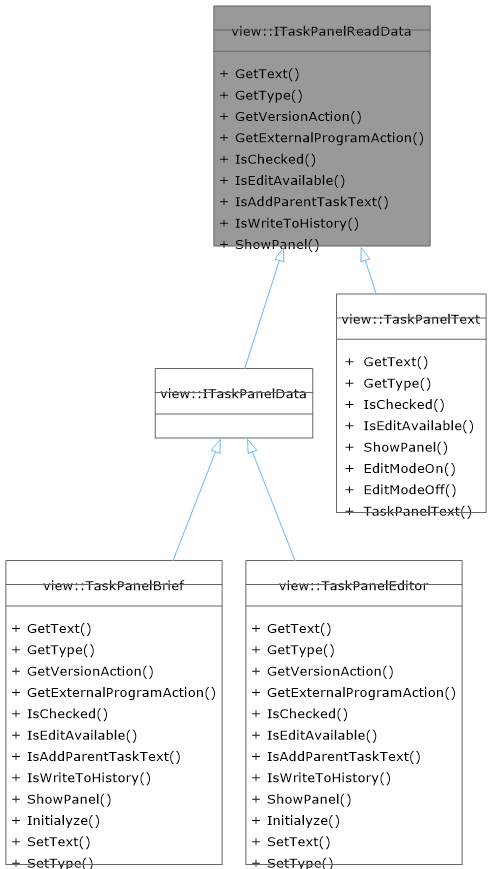 view::ITaskPanelReadData
+ GetText()
+ GetType()
+ GetVersionAction()
+ GetExternalProgramAction()
+ IsChecked()
+ IsEditAvailable()
+ IsAddParentTaskText()
+ IsWriteToHistory()
+ ShowPanel()
view::TaskPanelText
+ GetText()
+ GetType()
+ IsChecked()
+ IsEditAvailable()
+ ShowPanel()
+ EditModeOn()
+ EditModeOff()
+ TaskPanelText()
view::ITaskPanelData
view::TaskPanelBrief
+ GetText()
+ GetType()
+ GetVersionAction()
+ GetExternalProgramAction()
+ IsChecked()
+ IsEditAvailable()
+ IsAddParentTaskText()
+ IsWriteToHistory()
+ ShowPanel()
+ Initialyze()
+ SetText()
+ SetType()
view::TaskPanelEditor
+ GetText()
+ GetType()
+ GetVersionAction()
+ GetExternalProgramAction()
+ IsChecked()
+ IsEditAvailable()
+ IsAddParentTaskText()
+ IsWriteToHistory()
+ ShowPanel()
+ Initialyze()
+ SetText()
+ SetType()